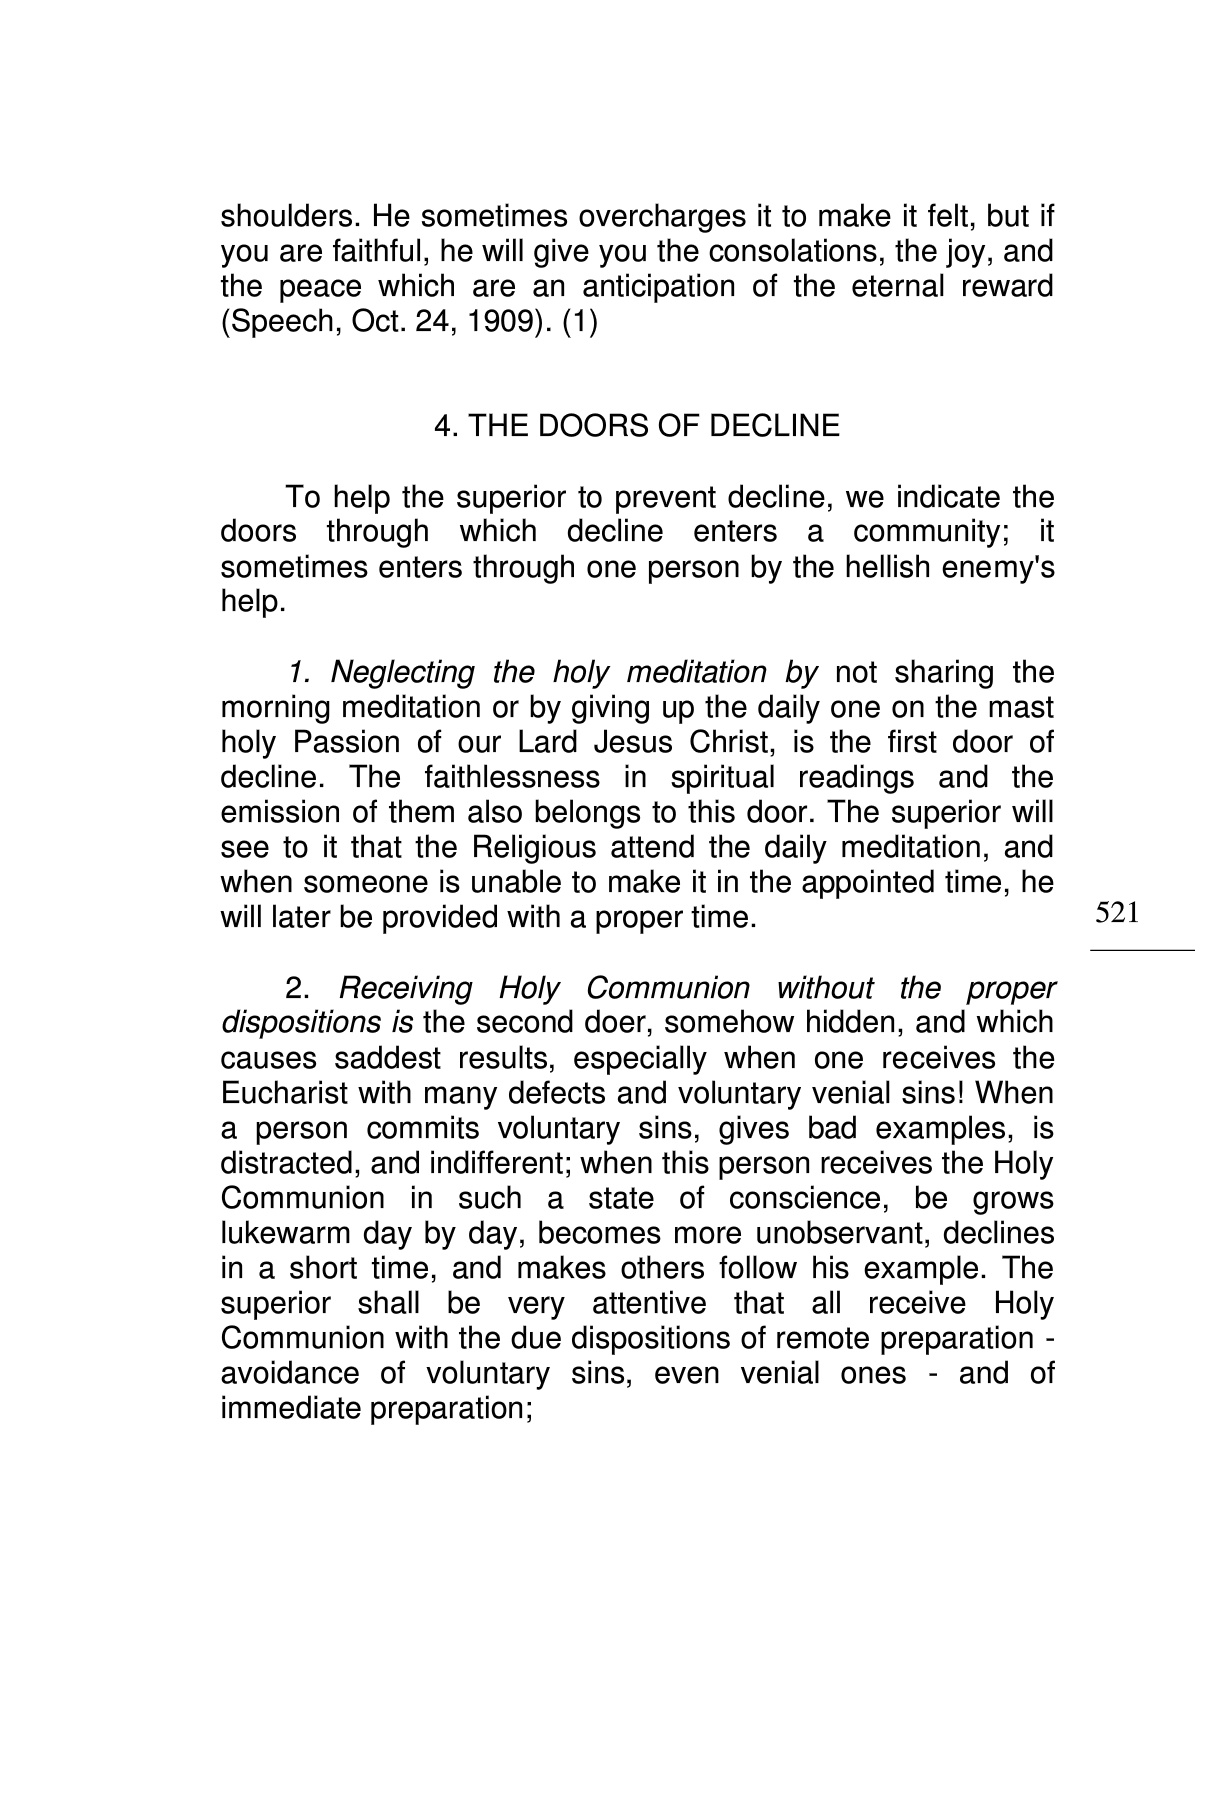 shoulders. He sometimes overcharges it to make it felt, but if
you are faithful, he will give you the consolations, the joy, and
the peace which are an anticipation of the eternal reward
(Speech, Oct. 24, 1909). (1)
4. THE DOORS OF DECLINE
To help the superior to prevent decline, we indicate the
doors through which decline enters a community; it
sometimes enters through one person by the hellish enemy's
help.
1. Neglecting the holy meditation by not sharing the
morning meditation or by giving up the daily one on the mast
holy Passion of our Lard Jesus Christ, is the first door of
decline. The faithlessness in spiritual readings and the
emission of them also belongs to this door. The superior will
see to it that the Religious attend the daily meditation, and
when someone is unable to make it in the appointed time, he
will later be provided with a proper time.
521
2. Receiving Holy Communion without the proper
dispositions is the second doer, somehow hidden, and which
causes saddest results, especially when one receives the
Eucharist with many defects and voluntary venial sins! When
a person commits voluntary sins, gives bad examples, is
distracted, and indifferent; when this person receives the Holy
Communion in such a state of conscience, be grows
lukewarm day by day, becomes more unobservant, declines
in a short time, and makes others follow his example. The
superior shall be very attentive that all receive Holy
Communion with the due dispositions of remote preparation -
avoidance of voluntary sins, even venial ones - and of
immediate preparation;